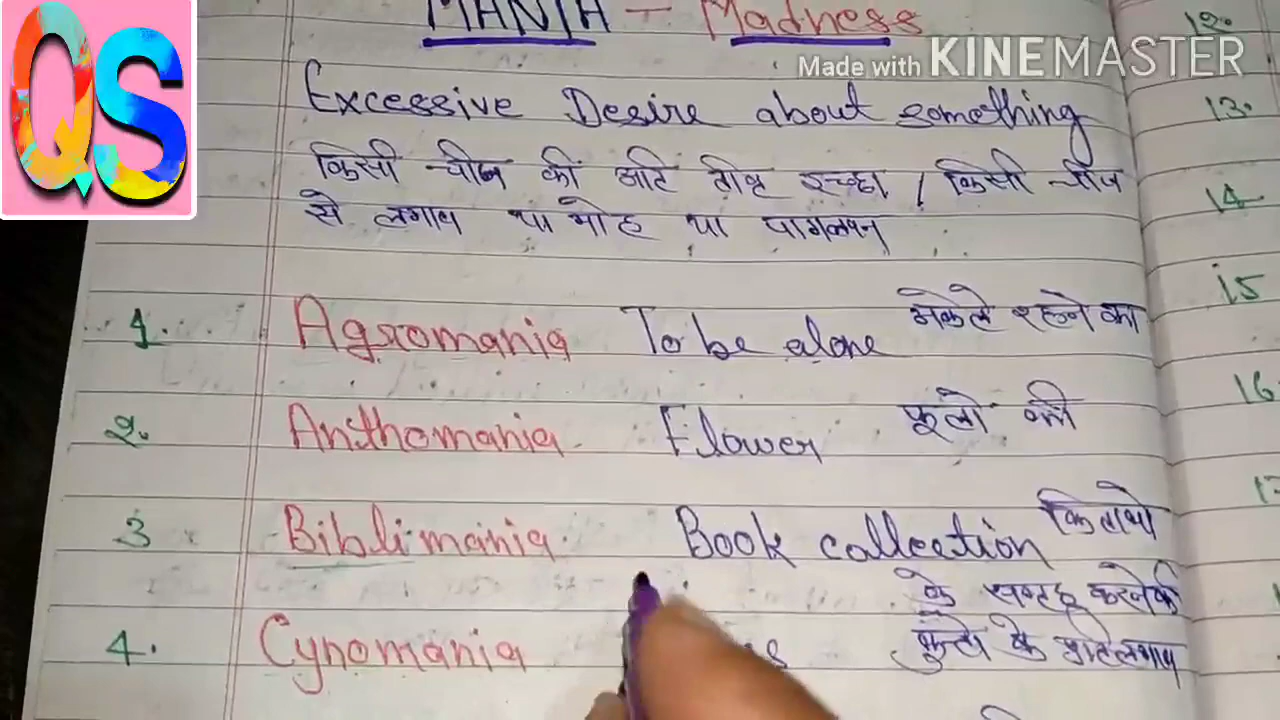 QS
MANIA - Madness
Made with KINEMASTER
Excessive Desire about something
किसी चीज की अति तीव्र इच्छा / किसी चीज
से लगाव या मोह या पागलपन
1. Agromania To be alone अकेले रहने का
2. Anthomania Flower फूलो की
3 Biblimania Book collection किताबो
के करने की
4. Cynomania कुत्तो के प्रति लगाव
12.
13.
14
15
16.